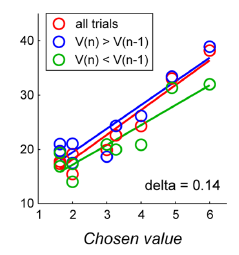 40
30
20
10
all trials
V(n) > V(n-1)
V(n) < V(n-1)
delta = 0.14
1 2 3 4 5 6
Chosen value